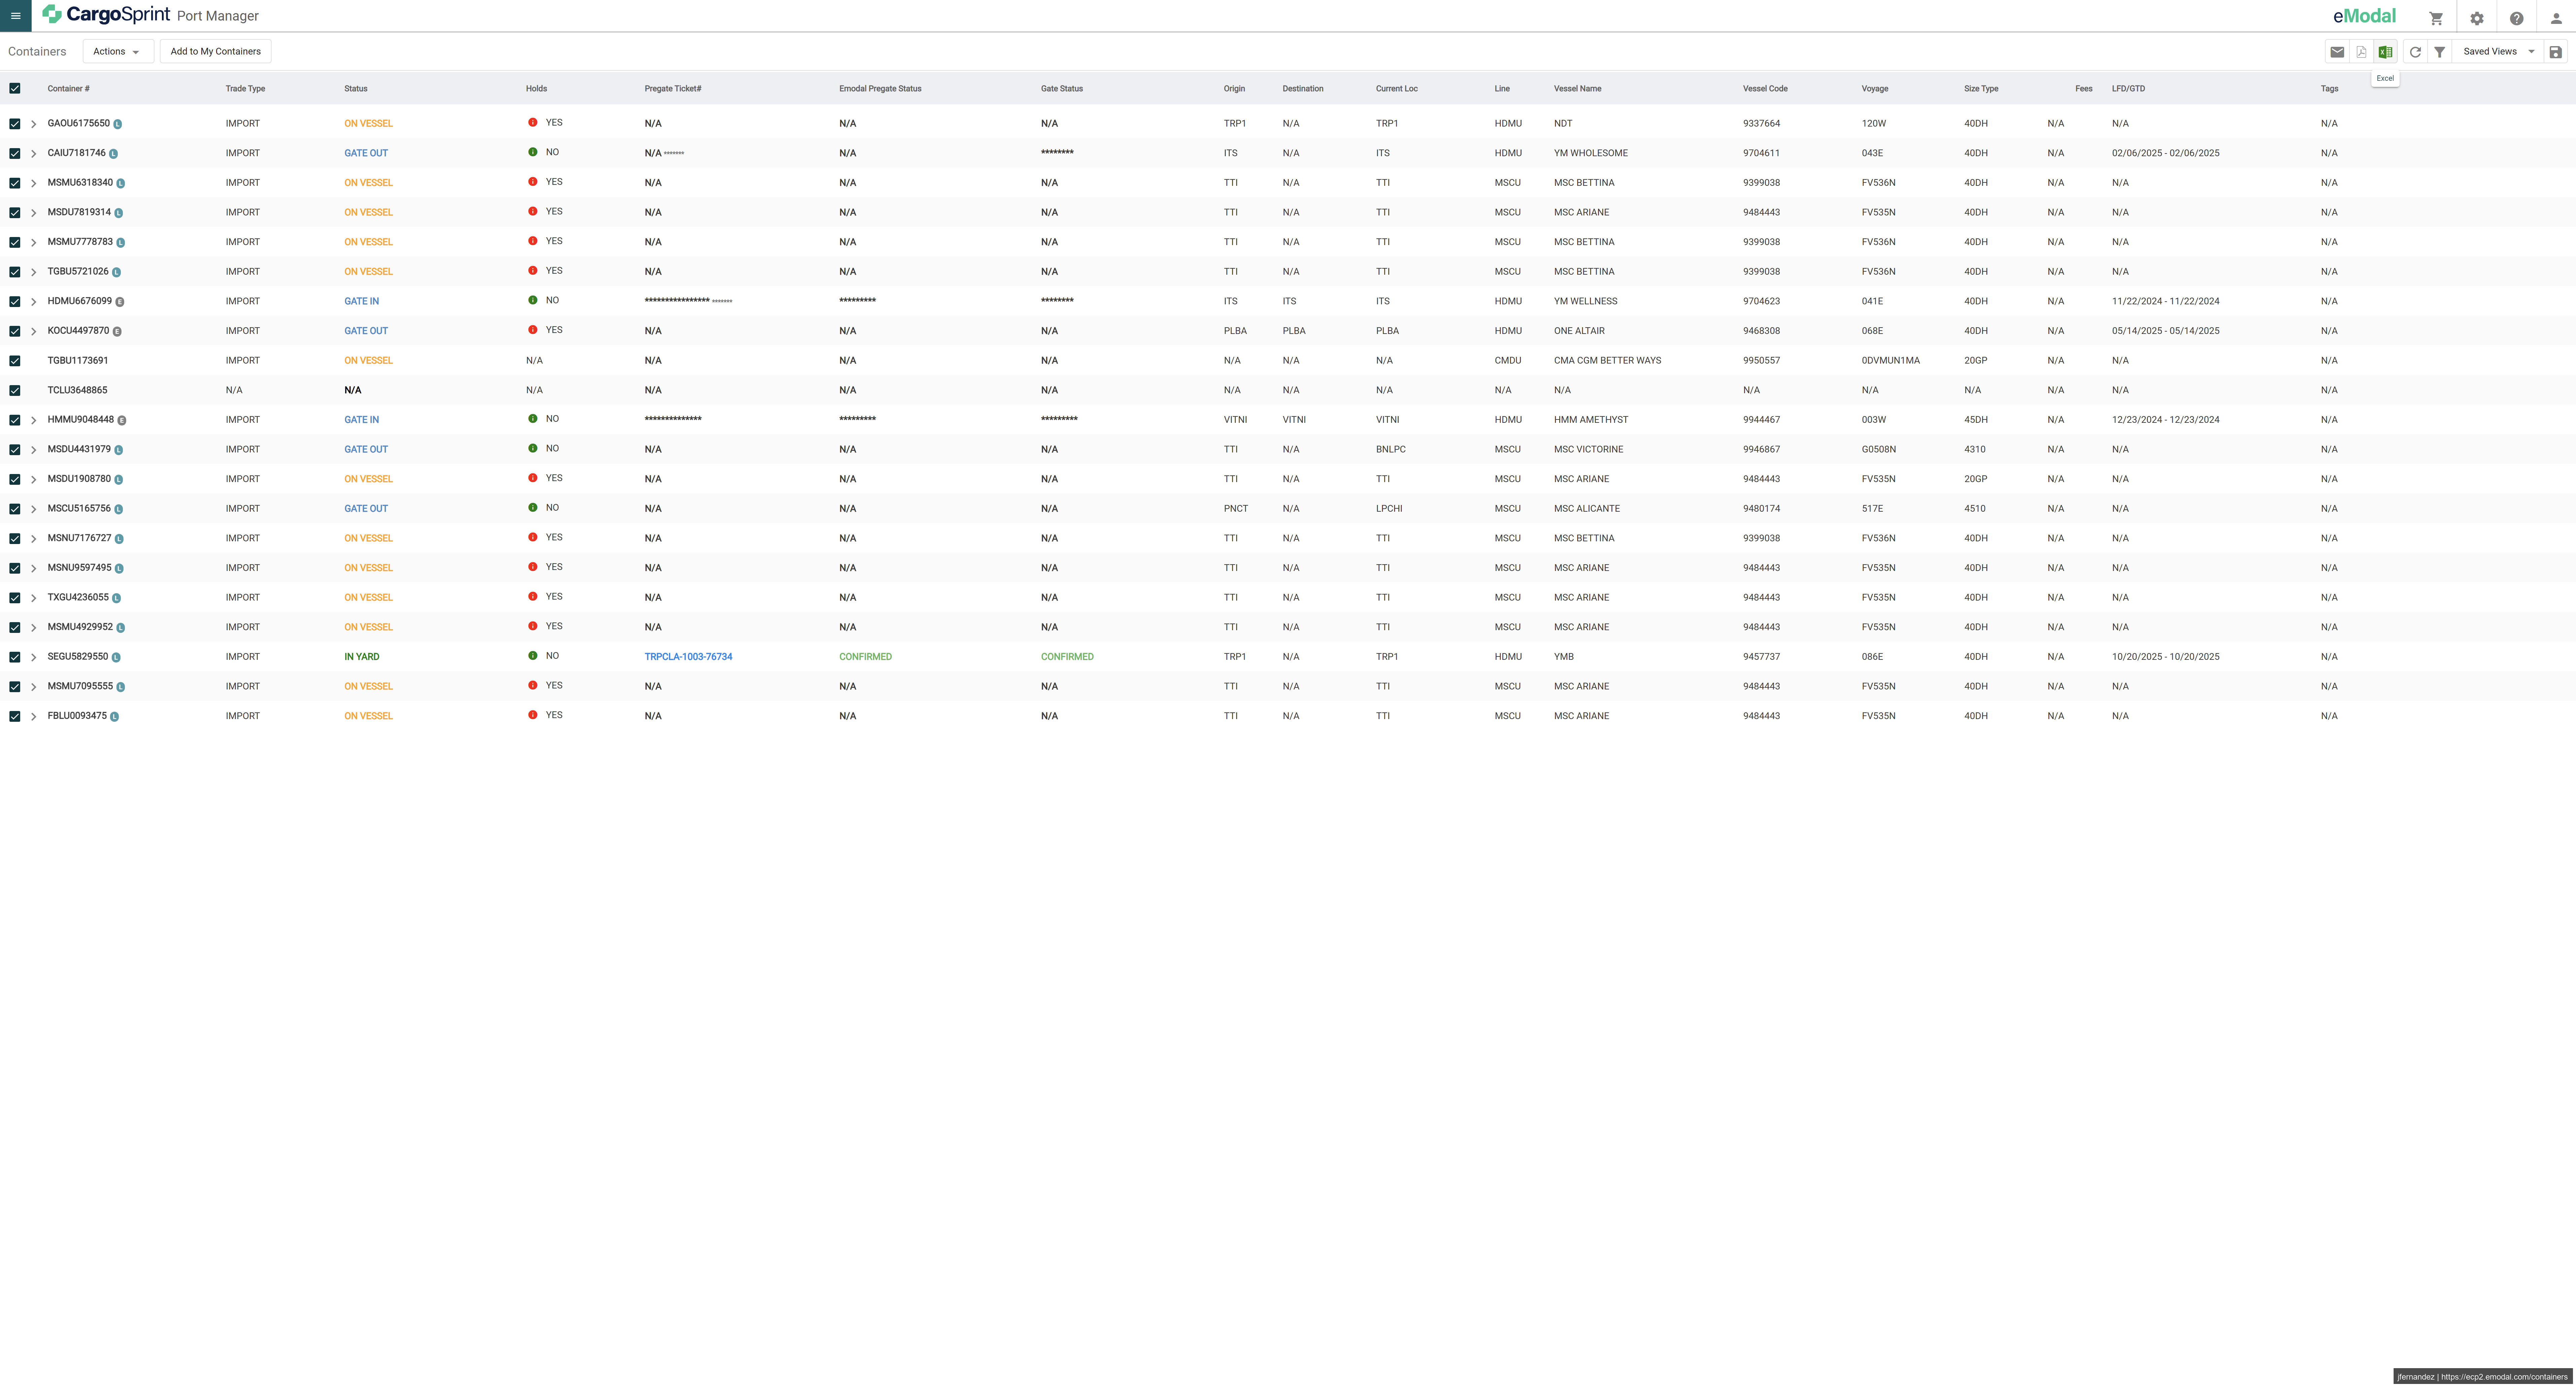 CargoSprint Port Manager eModal
Containers Actions Add to My Containers Saved Views
Excel
Container # Trade Type Status Holds Pregate Ticket# Emodal Pregate Status Gate Status Origin Destination Current Loc Line Vessel Name Vessel Code Voyage Size Type Fees LFD/GTD Tags
GAOU6175650 L IMPORT ON VESSEL YES N/A N/A N/A TRP1 N/A TRP1 HDMU NDT 9337664 120W 40DH N/A N/A N/A
CAIU7181746 L IMPORT GATE OUT NO N/A ******* N/A ******** ITS N/A ITS HDMU YM WHOLESOME 9704611 043E 40DH N/A 02/06/2025 - 02/06/2025 N/A
MSMU6318340 L IMPORT ON VESSEL YES N/A N/A N/A TTI N/A TTI MSCU MSC BETTINA 9399038 FV536N 40DH N/A N/A N/A
MSDU7819314 L IMPORT ON VESSEL YES N/A N/A N/A TTI N/A TTI MSCU MSC ARIANE 9484443 FV535N 40DH N/A N/A N/A
MSMU7778783 L IMPORT ON VESSEL YES N/A N/A N/A TTI N/A TTI MSCU MSC BETTINA 9399038 FV536N 40DH N/A N/A N/A
TGBU5721026 L IMPORT ON VESSEL YES N/A N/A N/A TTI N/A TTI MSCU MSC BETTINA 9399038 FV536N 40DH N/A N/A N/A
HDMU6676099 E IMPORT GATE IN NO **************** ******* ********* ******** ITS ITS ITS HDMU YM WELLNESS 9704623 041E 40DH N/A 11/22/2024 - 11/22/2024 N/A
KOCU4497870 E IMPORT GATE OUT YES N/A N/A N/A PLBA PLBA PLBA HDMU ONE ALTAIR 9468308 068E 40DH N/A 05/14/2025 - 05/14/2025 N/A
TGBU1173691 IMPORT ON VESSEL N/A N/A N/A N/A N/A N/A N/A CMDU CMA CGM BETTER WAYS 9950557 0DVMUN1MA 20GP N/A N/A N/A
TCLU3648865 N/A N/A N/A N/A N/A N/A N/A N/A N/A N/A N/A N/A N/A N/A N/A N/A N/A
HMMU9048448 E IMPORT GATE IN NO ************** ********* ********* VITNI VITNI VITNI HDMU HMM AMETHYST 9944467 003W 45DH N/A 12/23/2024 - 12/23/2024 N/A
MSDU4431979 L IMPORT GATE OUT NO N/A N/A N/A TTI N/A BNLPC MSCU MSC VICTORINE 9946867 G0508N 4310 N/A N/A N/A
MSDU1908780 L IMPORT ON VESSEL YES N/A N/A N/A TTI N/A TTI MSCU MSC ARIANE 9484443 FV535N 20GP N/A N/A N/A
MSCU5165756 L IMPORT GATE OUT NO N/A N/A N/A PNCT N/A LPCHI MSCU MSC ALICANTE 9480174 517E 4510 N/A N/A N/A
MSNU7176727 L IMPORT ON VESSEL YES N/A N/A N/A TTI N/A TTI MSCU MSC BETTINA 9399038 FV536N 40DH N/A N/A N/A
MSNU9597495 L IMPORT ON VESSEL YES N/A N/A N/A TTI N/A TTI MSCU MSC ARIANE 9484443 FV535N 40DH N/A N/A N/A
TXGU4236055 L IMPORT ON VESSEL YES N/A N/A N/A TTI N/A TTI MSCU MSC ARIANE 9484443 FV535N 40DH N/A N/A N/A
MSMU4929952 L IMPORT ON VESSEL YES N/A N/A N/A TTI N/A TTI MSCU MSC ARIANE 9484443 FV535N 40DH N/A N/A N/A
SEGU5829550 L IMPORT IN YARD NO TRPCLA-1003-76734 CONFIRMED CONFIRMED TRP1 N/A TRP1 HDMU YMB 9457737 086E 40DH N/A 10/20/2025 - 10/20/2025 N/A
MSMU7095555 L IMPORT ON VESSEL YES N/A N/A N/A TTI N/A TTI MSCU MSC ARIANE 9484443 FV535N 40DH N/A N/A N/A
FBLU0093475 L IMPORT ON VESSEL YES N/A N/A N/A TTI N/A TTI MSCU MSC ARIANE 9484443 FV535N 40DH N/A N/A N/A
jfernandez | https://ecp2.emodal.com/containers